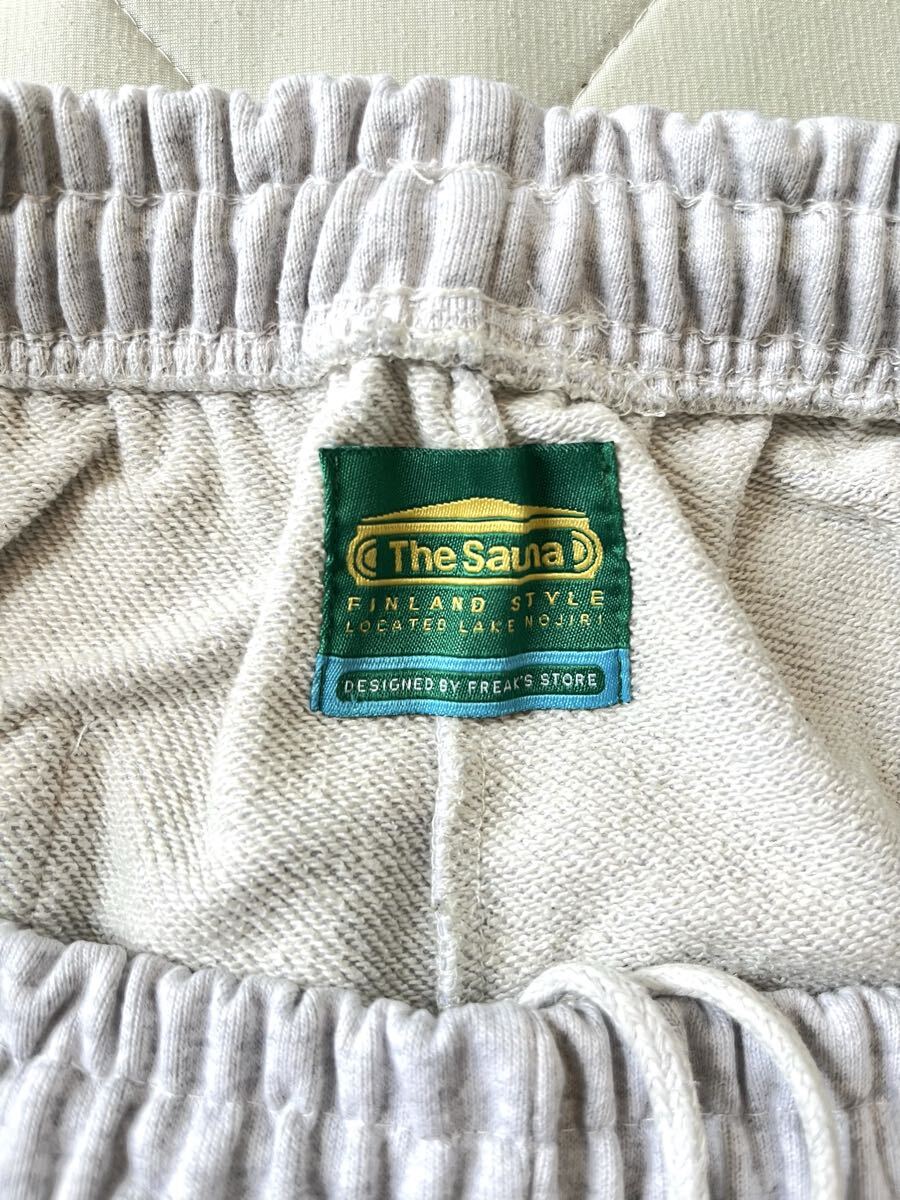 The Sauna
FINLAND STYLE
LOCATED LAKE NOJIRI
DESIGNED BY FREAK'S STORE